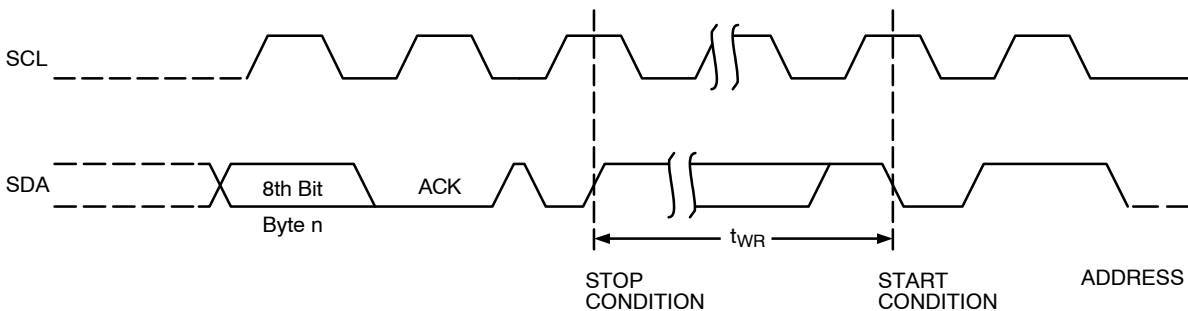 SCL
SDA
8th Bit
ACK
Byte n
tWR
STOP
CONDITION
START
CONDITION
ADDRESS